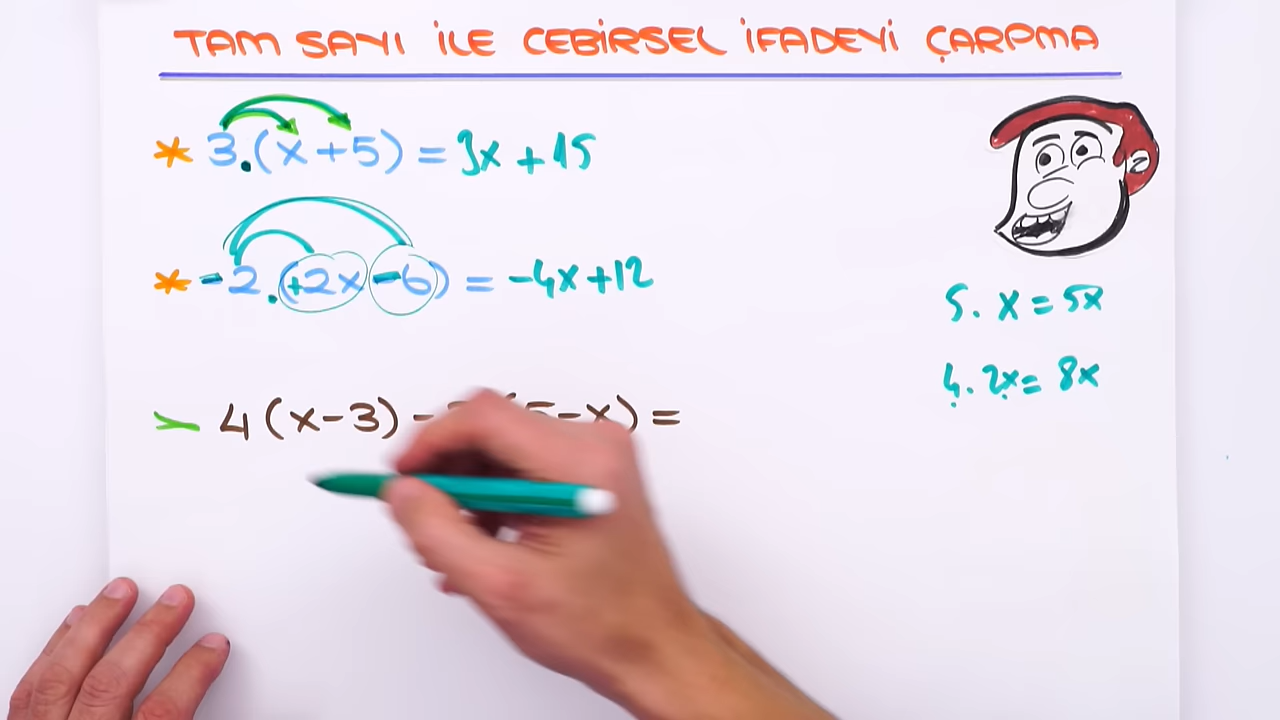 TAM SAYI İLE CEBİRSEL İFADEYİ ÇARPMA
* 3.(x+5) = 3x + 15
* -2.(+2x-6) = -4x+12
5. x = 5x
4. 2x = 8x
4(x-3) - (5-x) =